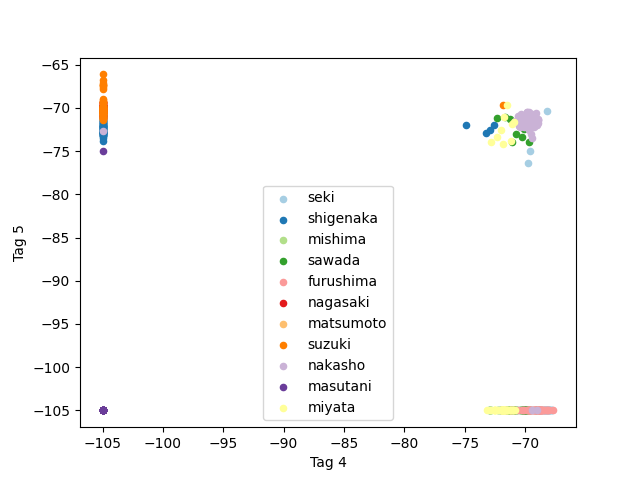 −65
−70
−75
−80
−85
−90
−95
−100
−105
Tag 5
seki
shigenaka
mishima
sawada
furushima
nagasaki
matsumoto
suzuki
nakasho
masutani
miyata
−105 −100 −95 −90 −85 −80 −75 −70
Tag 4